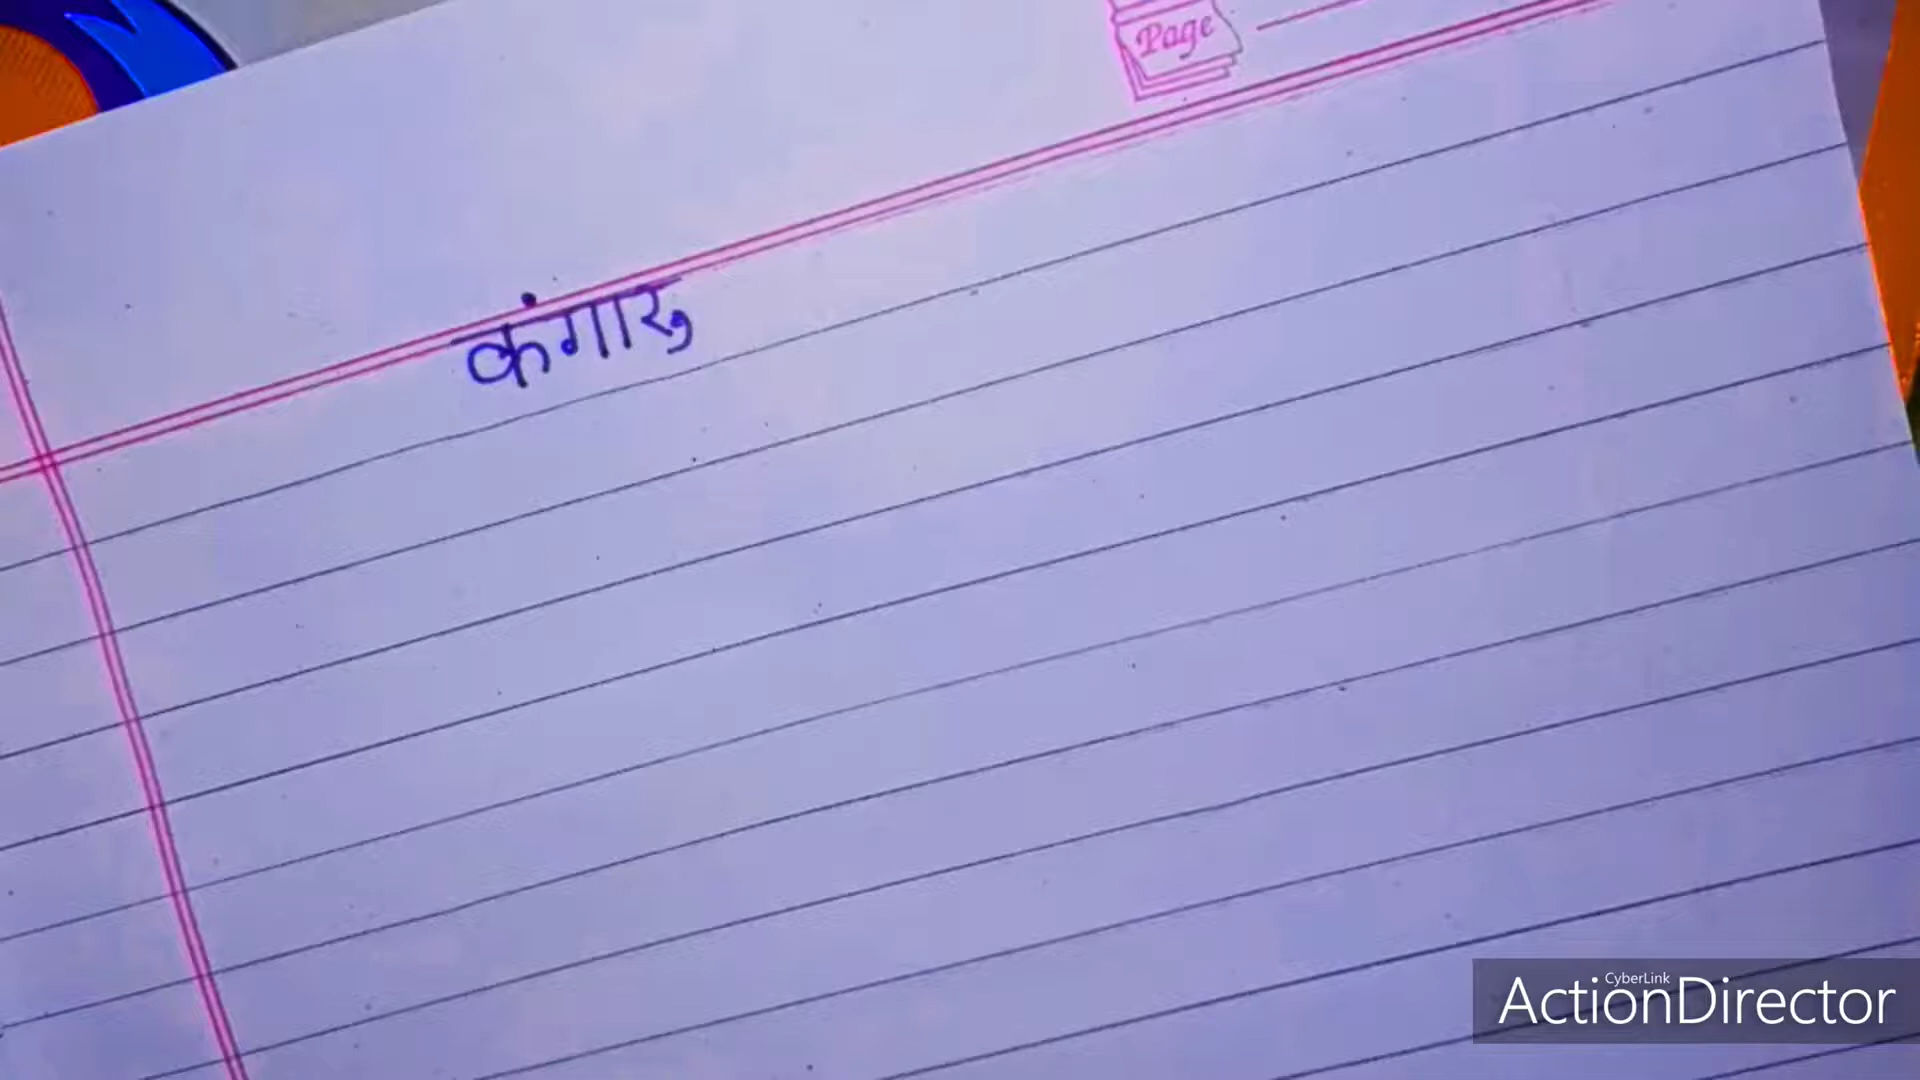 Page
कंगारु
CyberLink
ActionDirector